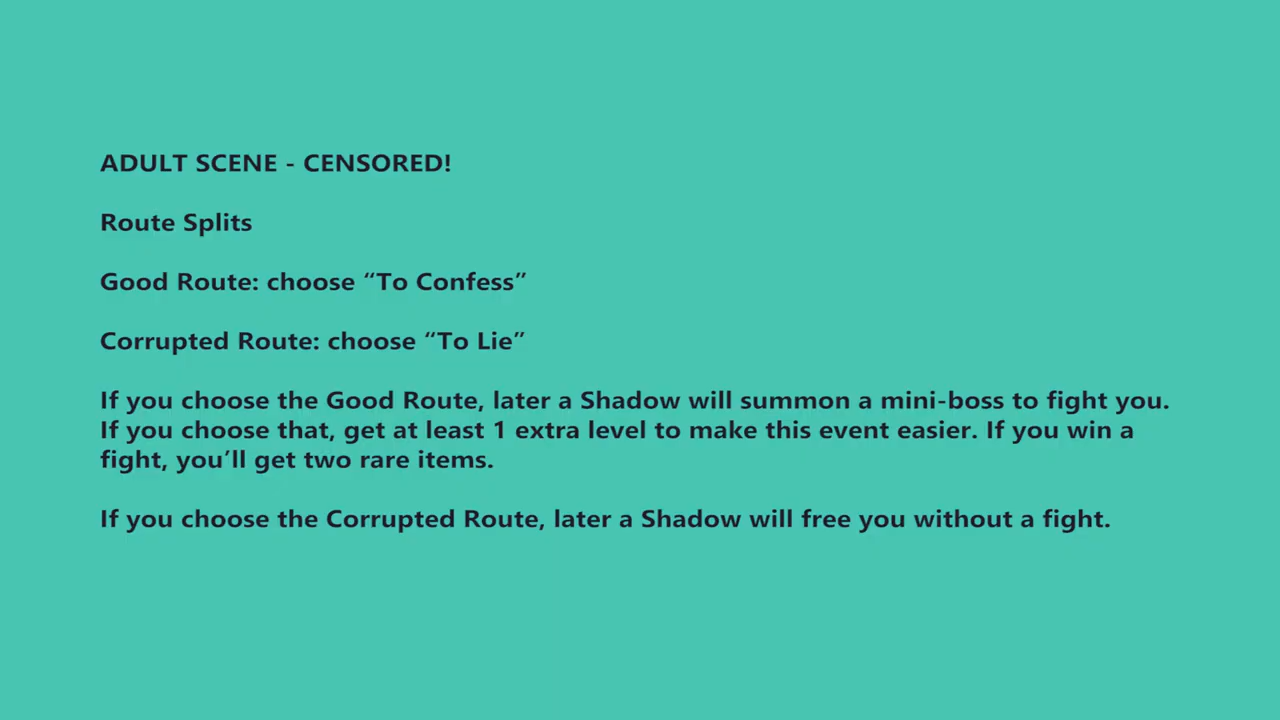 ADULT SCENE - CENSORED!
Route Splits
Good Route: choose “To Confess”
Corrupted Route: choose “To Lie”
If you choose the Good Route, later a Shadow will summon a mini-boss to fight you.
If you choose that, get at least 1 extra level to make this event easier. If you win a
fight, you’ll get two rare items.
If you choose the Corrupted Route, later a Shadow will free you without a fight.